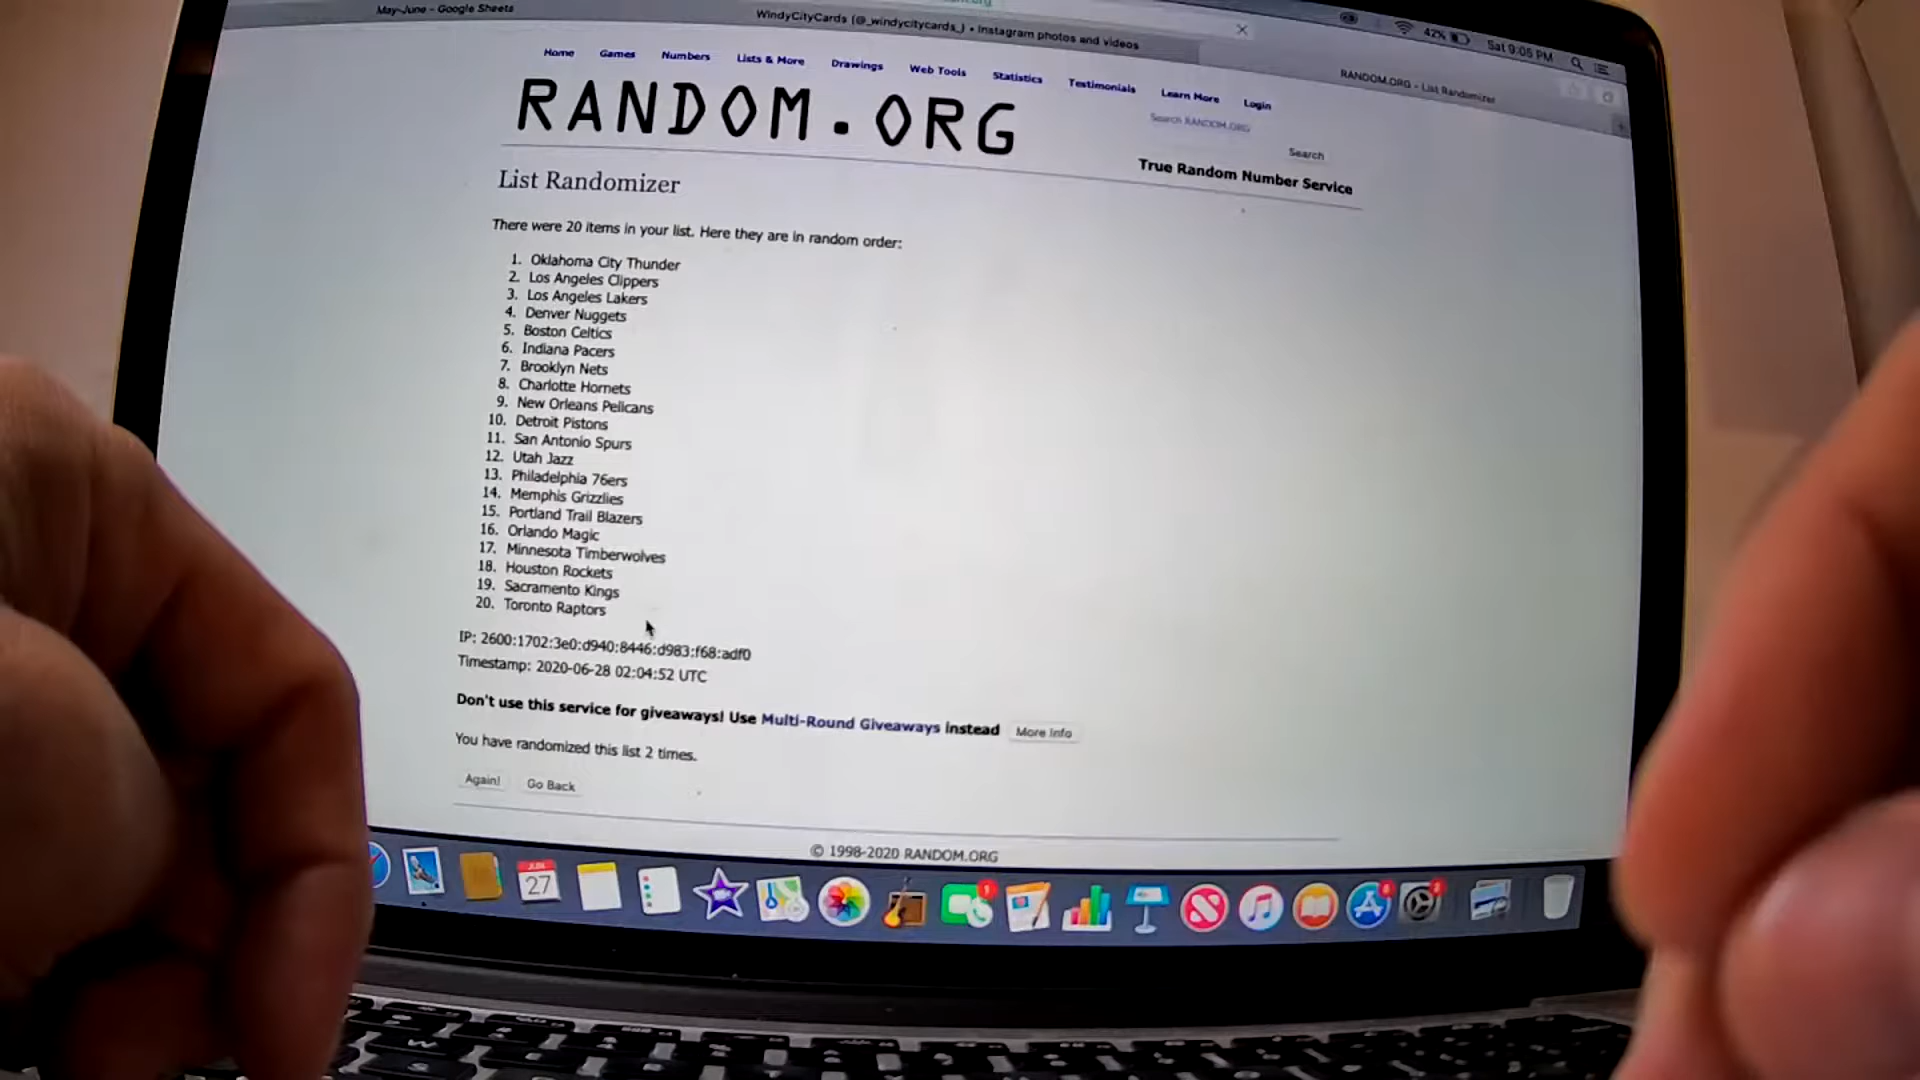 May-June - Google Sheets
WindyCityCards (@_windycitycards_) • Instagram photos and videos
42%
Sat 9:05 PM
RANDOM.ORG - List Randomizer
Home Games Numbers Lists & More Drawings Web Tools Statistics Testimonials Learn More Login
RANDOM.ORG
Search RANDOM.ORG
Search
True Random Number Service
List Randomizer
There were 20 items in your list. Here they are in random order:
1. Oklahoma City Thunder
2. Los Angeles Clippers
3. Los Angeles Lakers
4. Denver Nuggets
5. Boston Celtics
6. Indiana Pacers
7. Brooklyn Nets
8. Charlotte Hornets
9. New Orleans Pelicans
10. Detroit Pistons
11. San Antonio Spurs
12. Utah Jazz
13. Philadelphia 76ers
14. Memphis Grizzlies
15. Portland Trail Blazers
16. Orlando Magic
17. Minnesota Timberwolves
18. Houston Rockets
19. Sacramento Kings
20. Toronto Raptors
IP: 2600:1702:3e0:d940:8446:d983:f68:adf0
Timestamp: 2020-06-28 02:04:52 UTC
Don't use this service for giveaways! Use Multi-Round Giveaways instead More Info
You have randomized this list 2 times.
Again! Go Back
© 1998-2020 RANDOM.ORG
JUN
27
1
W